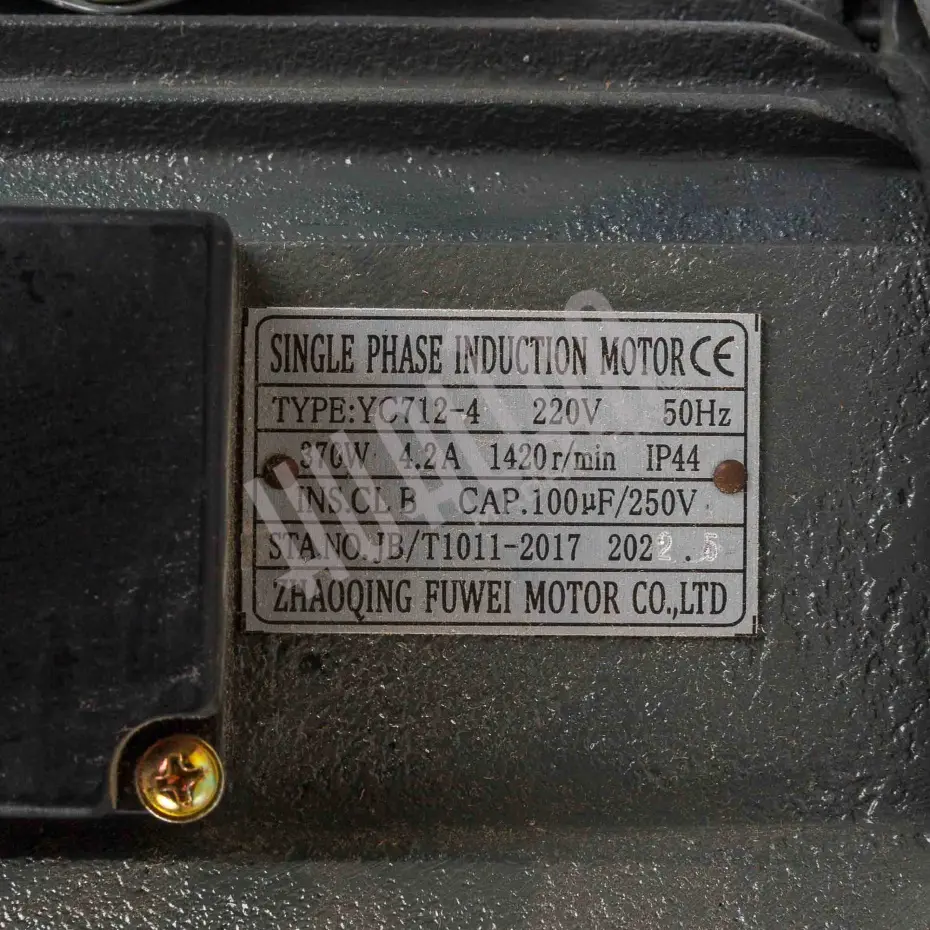 SINGLE PHASE INDUCTION MOTOR CE
TYPE:YC712-4 220V 50Hz
370W 4.2A 1420r/min IP44
INS.CL B CAP.100μF/250V
STA.NO.JB/T1011-2017 2022.5
ZHAOQING FUWEI MOTOR CO.,LTD